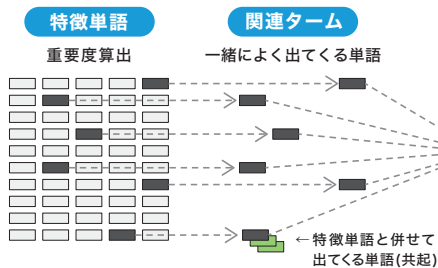 特徴単語
関連ターム
重要度算出
一緒によく出てくる単語
←特徴単語と併せて
出てくる単語(共起)